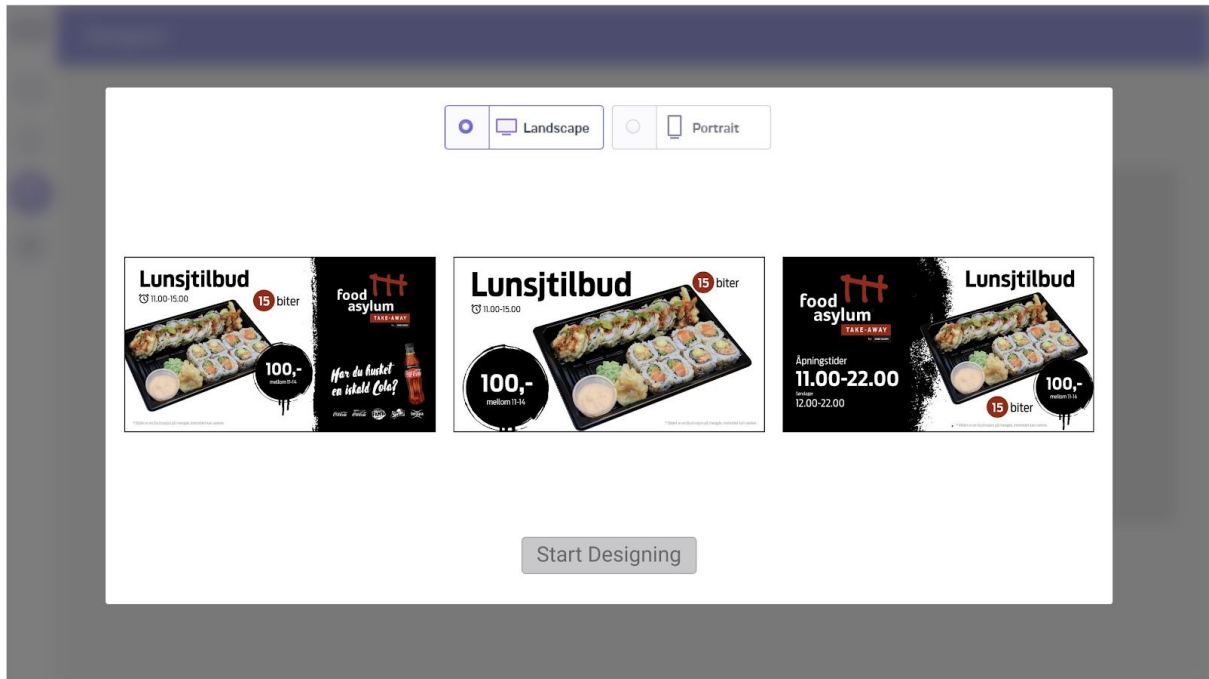 Landscape
Portrait
Lunsjtilbud
11.00-15.00
15 biter
100,-
mellom 11-14
food
asylum
TAKE-AWAY
Har du husket
en iskald Cola?
Lunsjtilbud
11.00-15.00
15 biter
100,-
mellom 11-14
food
asylum
TAKE-AWAY
Åpningstider
11.00-22.00
Søndager
12.00-22.00
Lunsjtilbud
100,-
mellom 11-14
15 biter
Start Designing